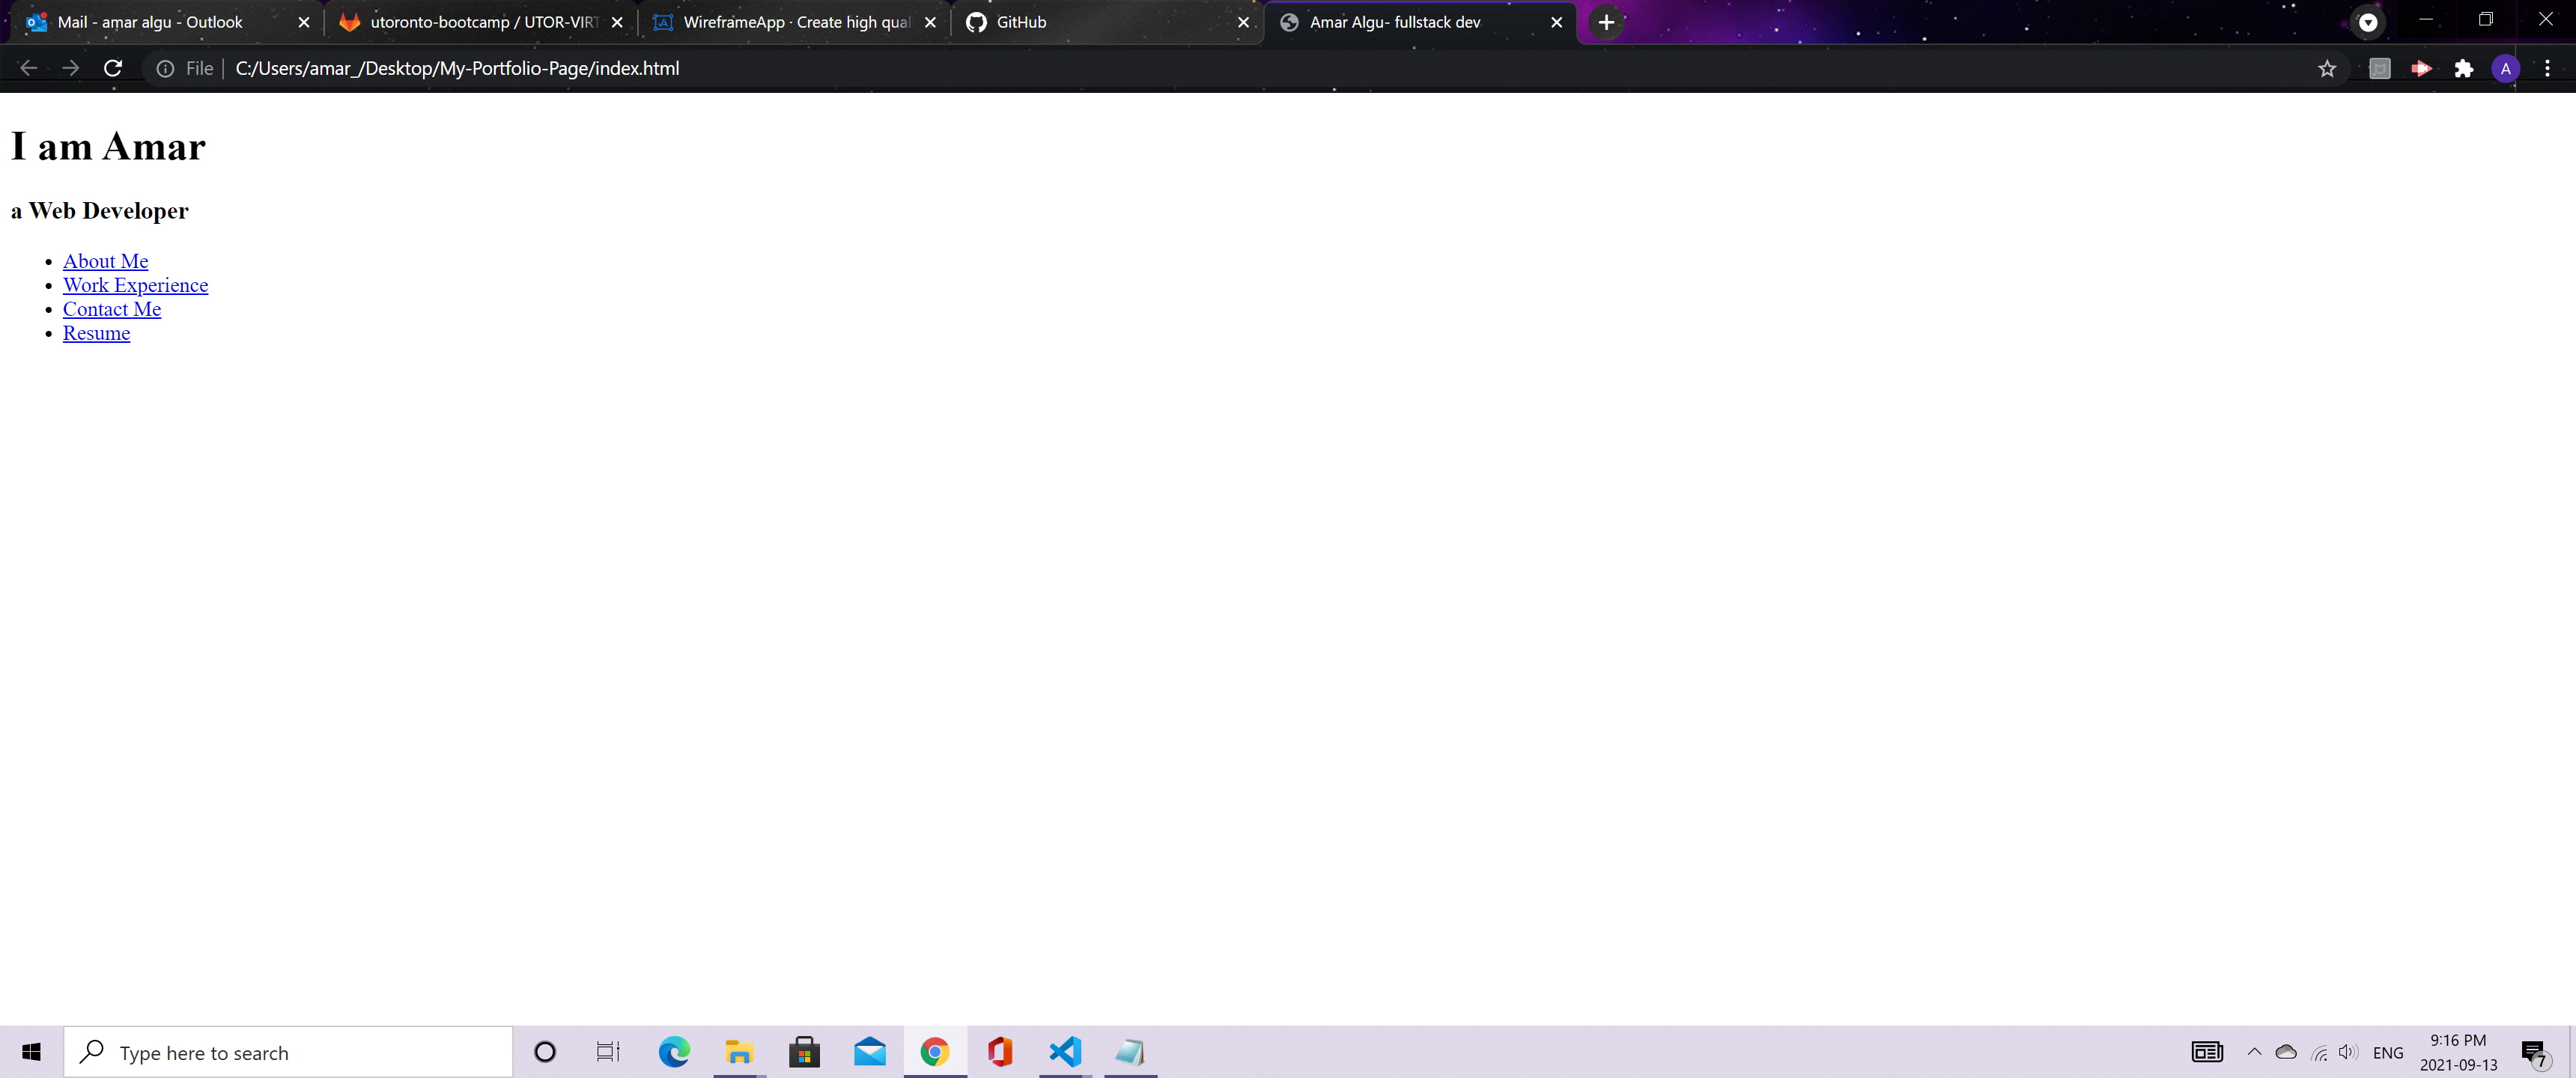 Mail - amar algu - Outlook
utoronto-bootcamp / UTOR-VIRT
WireframeApp · Create high qual
GitHub
Amar Algu- fullstack dev
File | C:/Users/amar_/Desktop/My-Portfolio-Page/index.html
A
I am Amar
a Web Developer
• About Me
• Work Experience
• Contact Me
• Resume
Type here to search
ENG
9:16 PM
2021-09-13
7